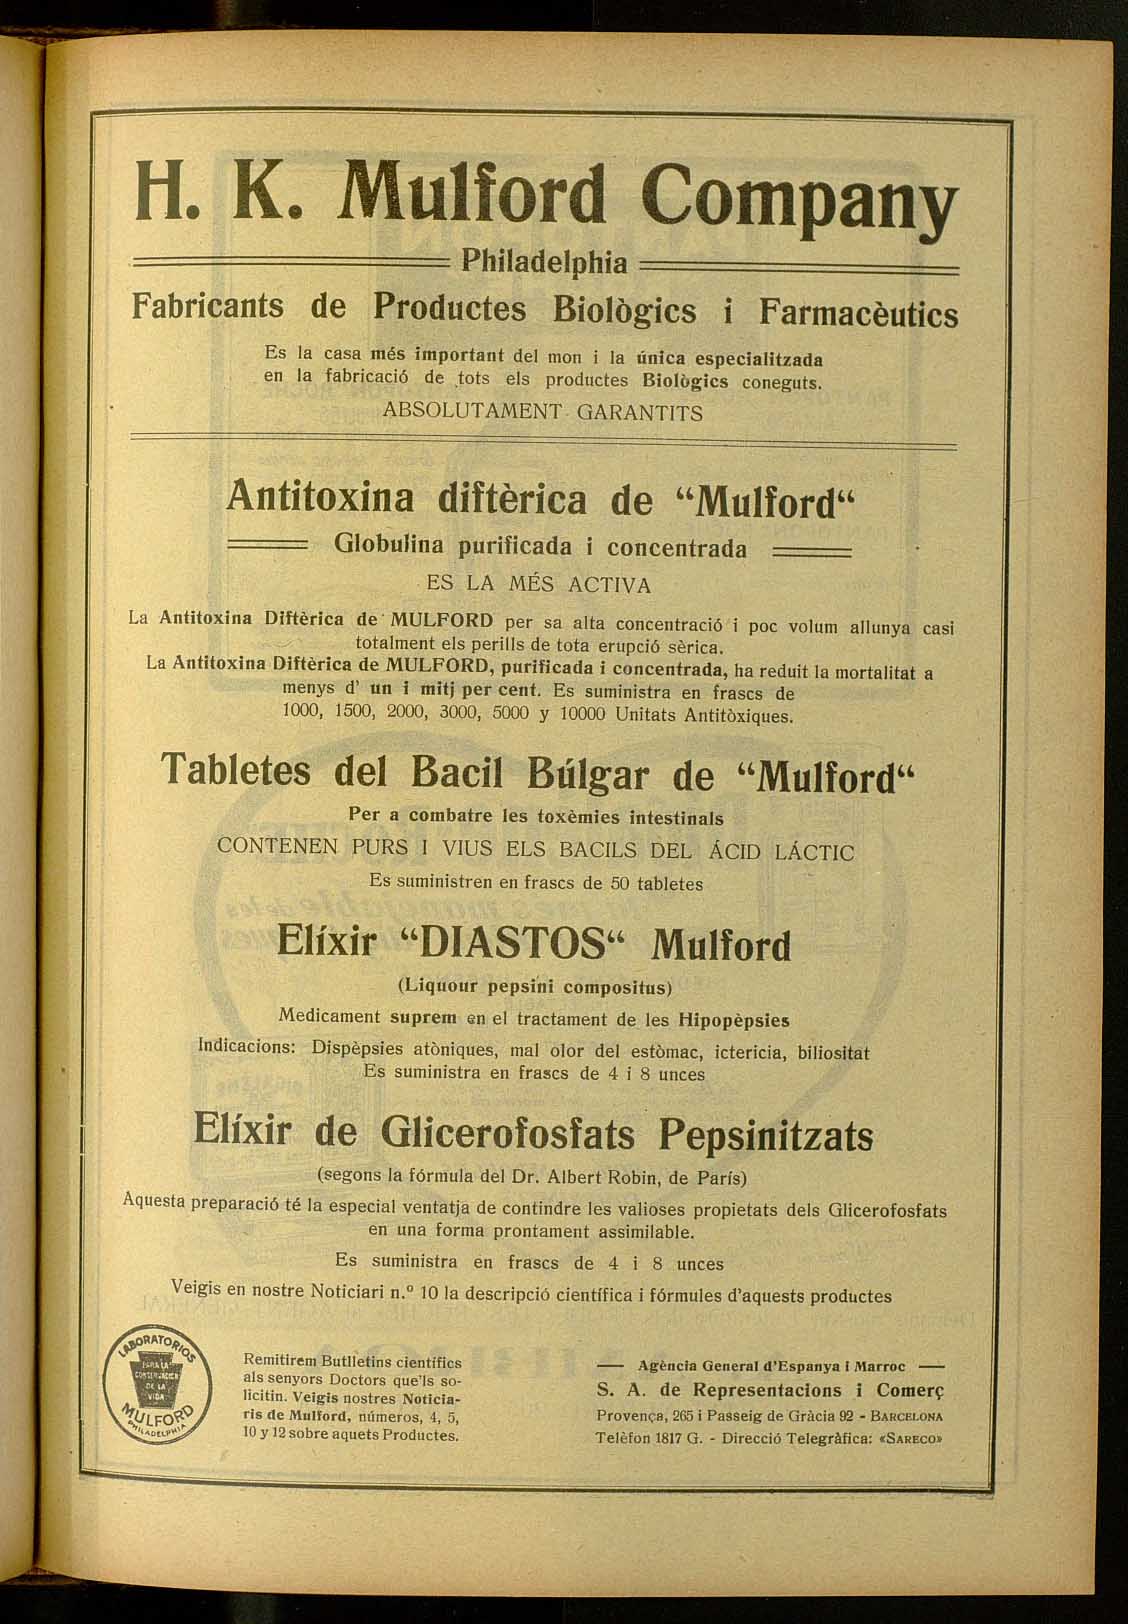 H. K. Mulford Company
Philadelphia
Fabricants de Productes Biològics i Farmacèutics
Es la casa més important del mon i la única especialitzada
en la fabricació de tots els productes Biològics coneguts.
ABSOLUTAMENT GARANTITS
Antitoxina diftèrica de “Mulford“
Globulina purificada i concentrada
ES LA MÉS ACTIVA
La Antitoxina Diftèrica de MULFORD per sa alta concentració i poc volum allunya casi
totalment els perills de tota erupció sèrica.
La Antitoxina Diftèrica de MULFORD, purificada i concentrada, ha reduit la mortalitat a
menys d' un i mitj per cent. Es suministra en frascs de
1000, 1500, 2000, 3000, 5000 y 10000 Unitats Antitòxiques.
Tabletes del Bacil Búlgar de “Mulford“
Per a combatre les toxèmies intestinals
CONTENEN PURS I VIUS ELS BACILS DEL ÁCID LÁCTIC
Es suministren en frascs de 50 tabletes
Elíxir “DIASTOS“ Mulford
(Liquour pepsini compositus)
Medicament suprem en el tractament de les Hipopèpsies
Indicacions: Dispèpsies atòniques, mal olor del estòmac, ictericia, biliositat
Es suministra en frascs de 4 i 8 unces
Elíxir de Glicerofosfats Pepsinitzats
(segons la fórmula del Dr. Albert Robin, de París)
Aquesta preparació té la especial ventatja de contindre les valioses propietats dels Glicerofosfats
en una forma prontament assimilable.
Es suministra en frascs de 4 i 8 unces
Veigis en nostre Noticiari n.º 10 la descripció científica i fórmules d'aquests productes
LABORATORIOS
PARA LA
CONSERVACION
DE LA
VIDA
MULFORD
PHILADELPHIA
Remitirem Butlletins científics
als senyors Doctors que'ls so-
licitin. Veigis nostres Noticia-
ris de Mulford, números, 4, 5,
10 y 12 sobre aquets Productes.
Agència General d'Espanya i Marroc
S. A. de Representacions i Comerç
Provença, 265 i Passeig de Gràcia 92 - BARCELONA
Telèfon 1817 G. - Direcció Telegràfica: «SARECO»